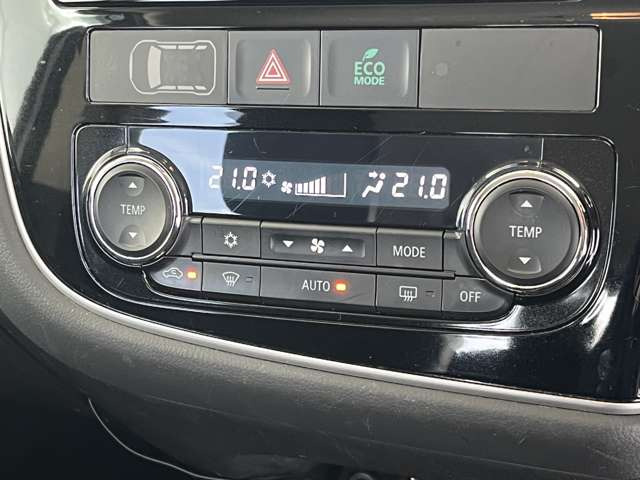 ECO
MODE
21.0 21.0
TEMP
TEMP
MODE
AUTO
OFF